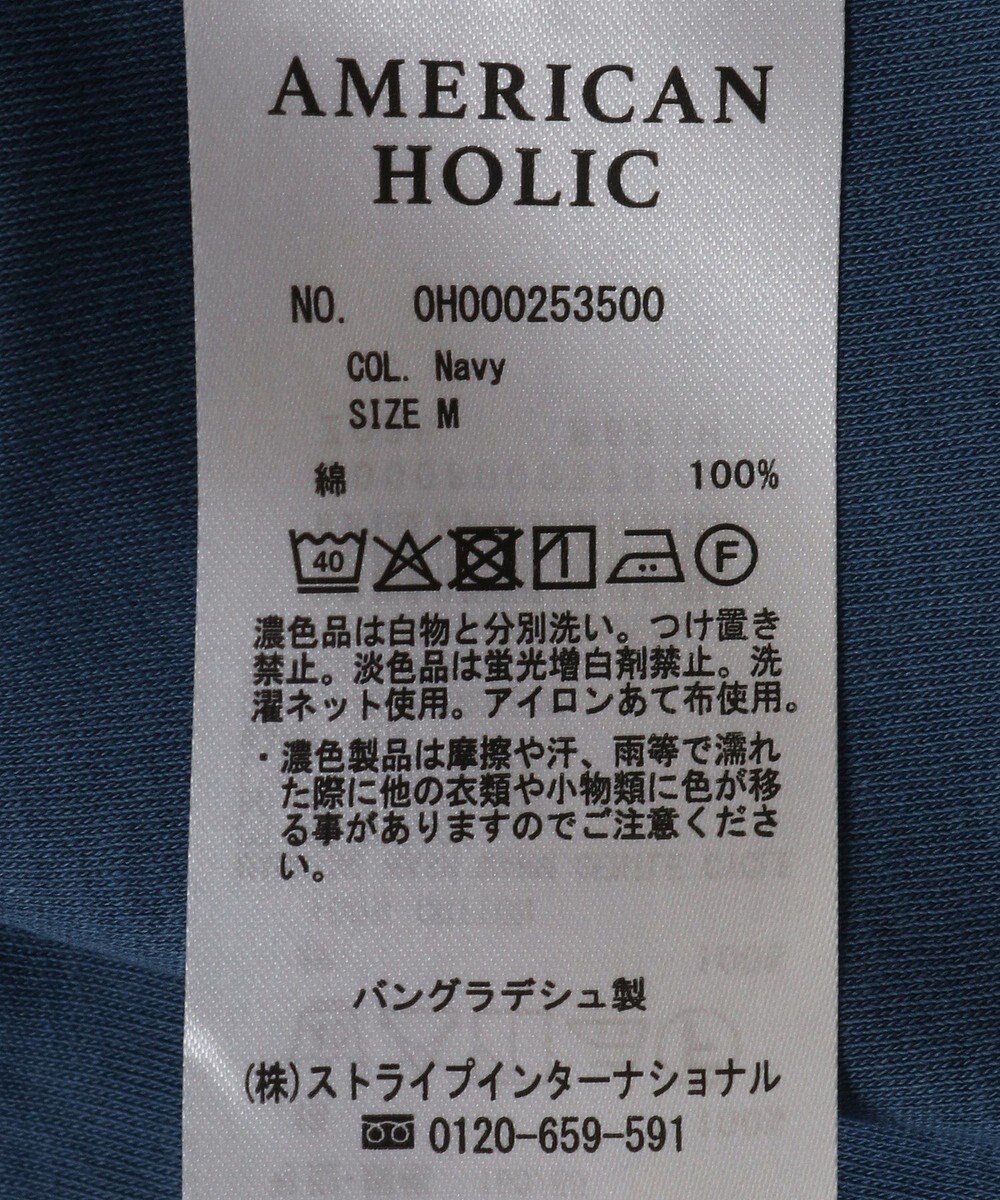 AMERICAN
HOLIC
NO. 0H000253500
COL. Navy
SIZE M
綿 100%
40 F
濃色品は白物と分別洗い。つけ置き
禁止。淡色品は蛍光増白剤禁止。洗
濯ネット使用。アイロンあて布使用。
・濃色製品は摩擦や汗、雨等で濡れ
た際に他の衣類や小物類に色が移
る事がありますのでご注意くださ
い。
バングラデシュ製
(株)ストライプインターナショナル
0120-659-591